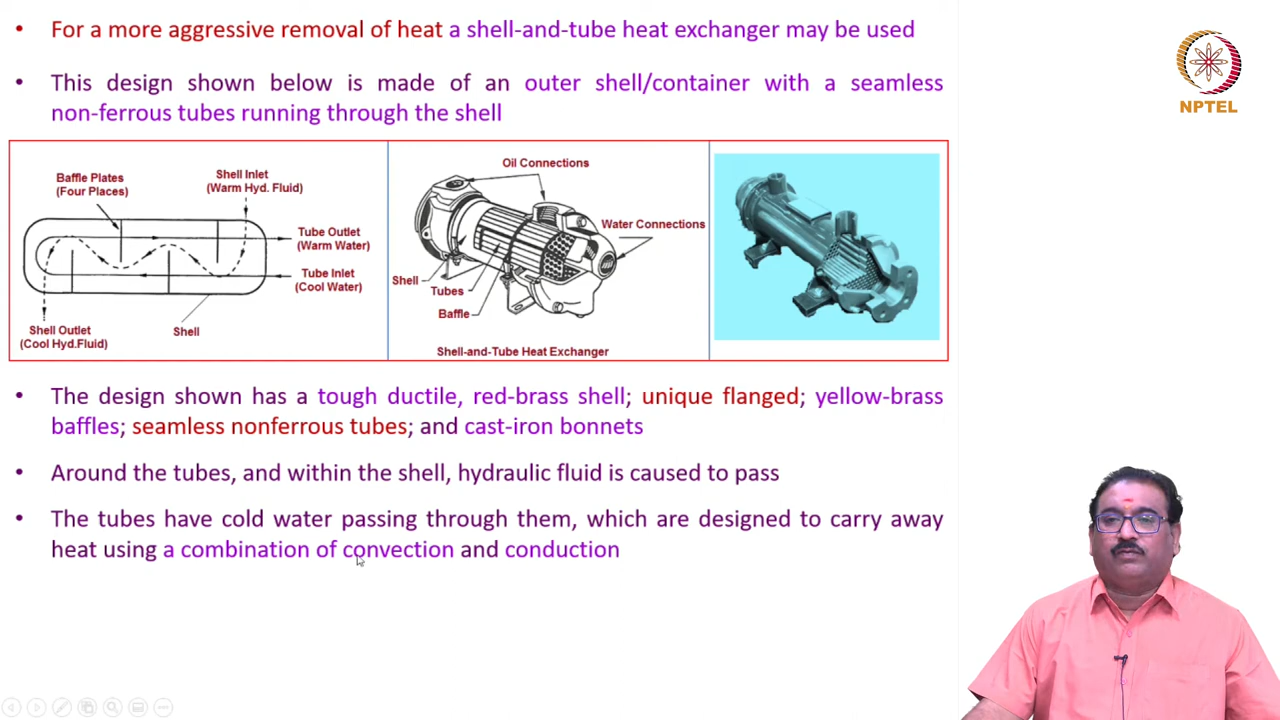 • For a more aggressive removal of heat a shell-and-tube heat exchanger may be used
• This design shown below is made of an outer shell/container with a seamless
non-ferrous tubes running through the shell
NPTEL
Baffle Plates
(Four Places)
Shell Inlet
(Warm Hyd. Fluid)
Tube Outlet
(Warm Water)
Tube Inlet
(Cool Water)
Shell Outlet
(Cool Hyd.Fluid)
Shell
Oil Connections
Water Connections
Shell
Tubes
Baffle
Shell-and-Tube Heat Exchanger
• The design shown has a tough ductile, red-brass shell; unique flanged; yellow-brass
baffles; seamless nonferrous tubes; and cast-iron bonnets
• Around the tubes, and within the shell, hydraulic fluid is caused to pass
• The tubes have cold water passing through them, which are designed to carry away
heat using a combination of convection and conduction